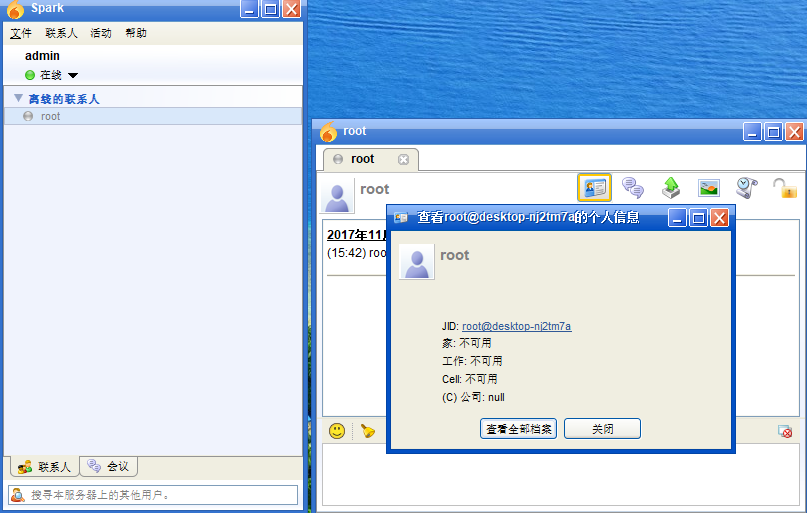 Spark
文件 联系人 活动 帮助
admin
在线
离线的联系人
root
联系人 会议
搜寻本服务器上的其他用户。
root
root
root
2017年11
(15:42) roo
查看root@desktop-nj2tm7a的个人信息
root
JID: root@desktop-nj2tm7a
家: 不可用
工作: 不可用
Cell: 不可用
(C) 公司: null
查看全部档案 关闭